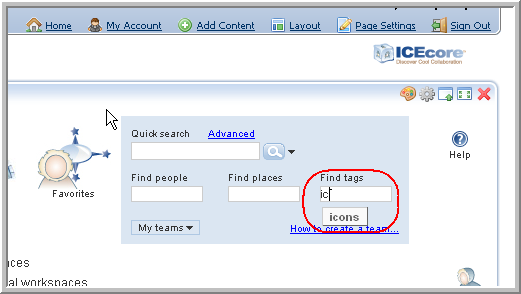 Home My Account Add Content Layout Page Settings Sign Out
ICEcore
Discover Cool Collaboration
Quick search Advanced
Help
Find people Find places Find tags
Favorites
ic
icons
My teams How to create a team...
ces
al workspaces